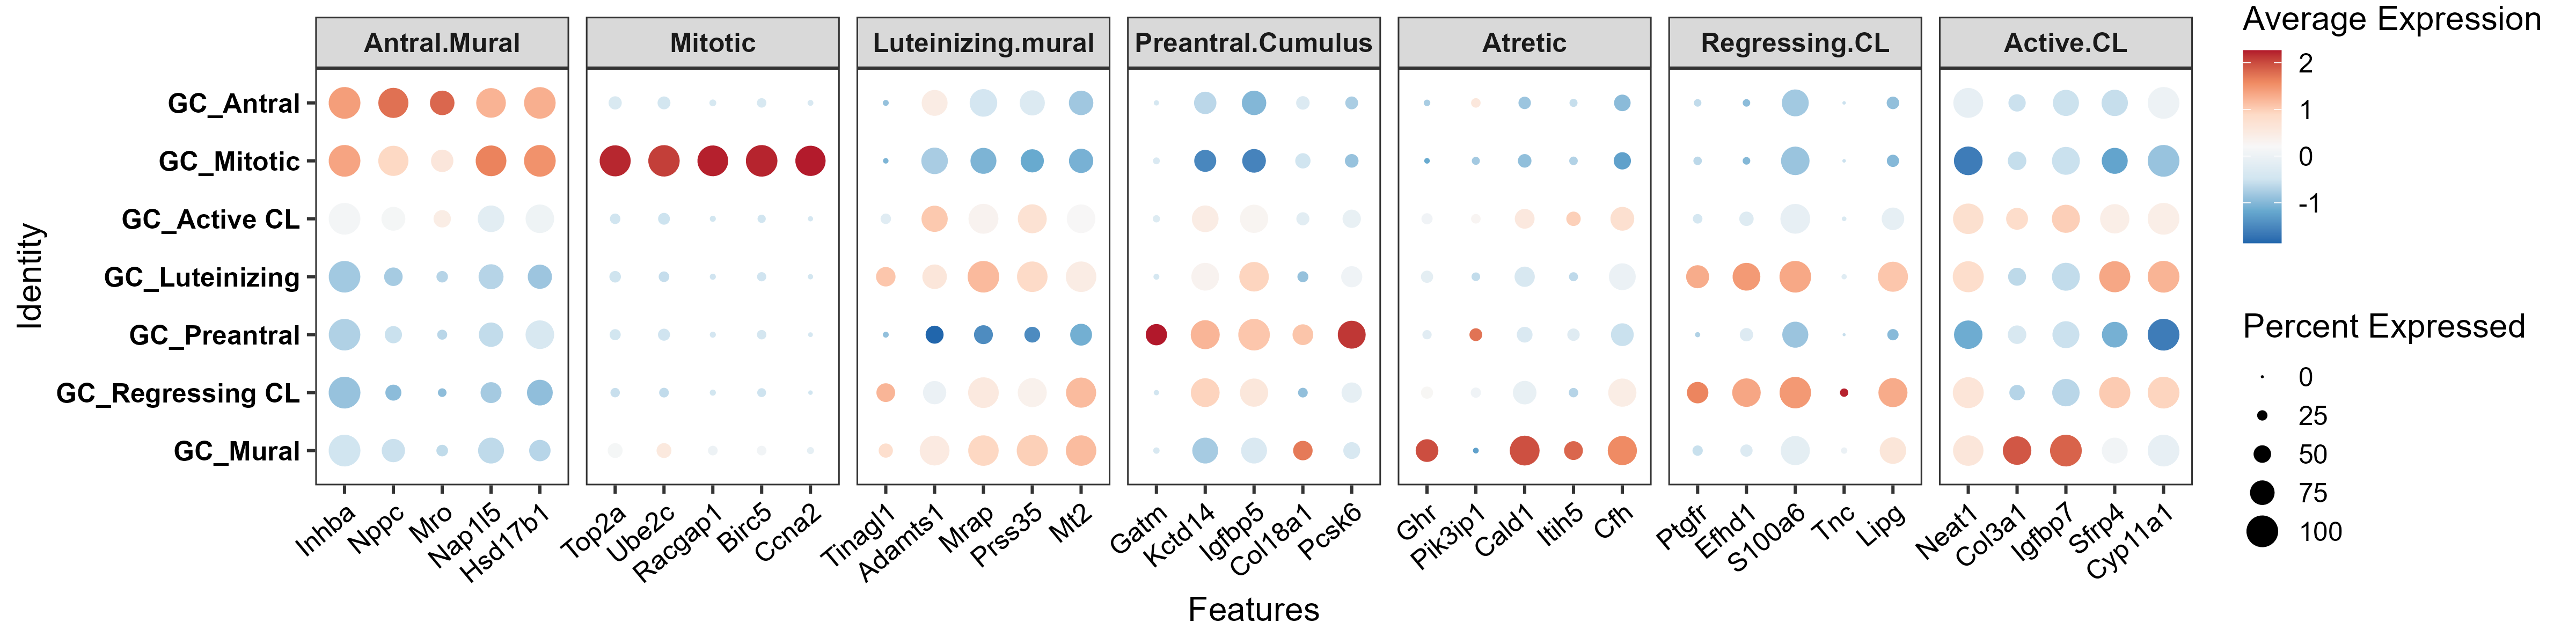 Antral.Mural
Mitotic
Luteinizing.mural
Preantral.Cumulus
Atretic
Regressing.CL
Active.CL
Identity
GC_Antral
GC_Mitotic
GC_Active CL
GC_Luteinizing
GC_Preantral
GC_Regressing CL
GC_Mural
Inhba
Nppc
Mro
Nap1l5
Hsd17b1
Top2a
Ube2c
Racgap1
Birc5
Ccna2
Tinagl1
Adamts1
Mrap
Prss35
Mt2
Gatm
Kctd14
Igfbp5
Col18a1
Pcsk6
Ghr
Pik3ip1
Cald1
Itih5
Cfh
Ptgfr
Efhd1
S100a6
Tnc
Lipg
Neat1
Col3a1
Igfbp7
Sfrp4
Cyp11a1
Features
Average Expression
2
1
0
-1
Percent Expressed
0
25
50
75
100